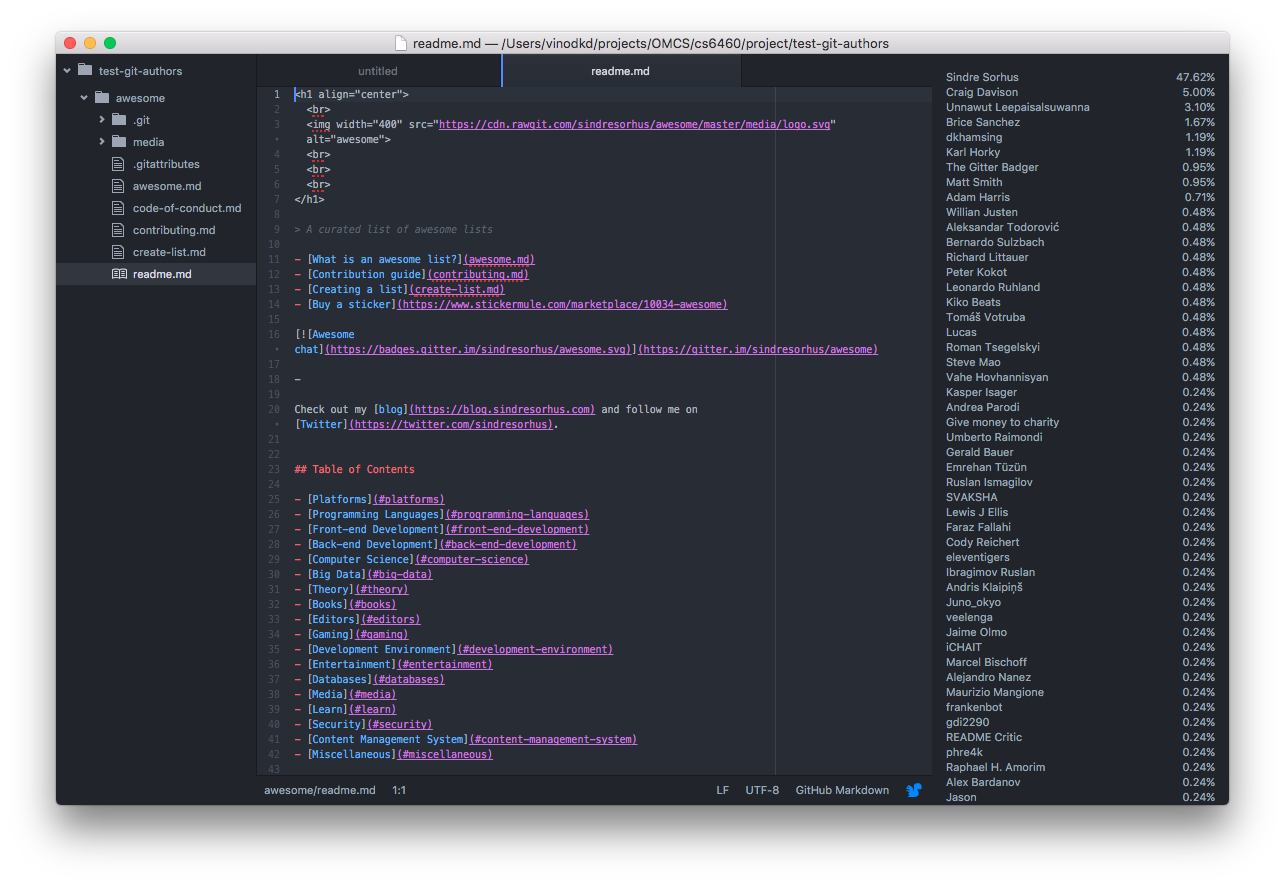 readme.md — /Users/vinodkd/projects/OMCS/cs6460/project/test-git-authors
test-git-authors
awesome
.git
media
.gitattributes
awesome.md
code-of-conduct.md
contributing.md
create-list.md
readme.md
untitled
readme.md
1 <h1 align="center">
2 <br>
3 <img width="400" src="https://cdn.rawgit.com/sindresorhus/awesome/master/media/logo.svg"
• alt="awesome">
4 <br>
5 <br>
6 <br>
7 </h1>
8
9 > A curated list of awesome lists
10
11 - [What is an awesome list?](awesome.md)
12 - [Contribution guide](contributing.md)
13 - [Creating a list](create-list.md)
14 - [Buy a sticker](https://www.stickermule.com/marketplace/10034-awesome)
15
16 [![Awesome
• chat](https://badges.gitter.im/sindresorhus/awesome.svg)](https://gitter.im/sindresorhus/awesome)
17
18 –
19
20 Check out my [blog](https://blog.sindresorhus.com) and follow me on
• [Twitter](https://twitter.com/sindresorhus).
21
22
23 ## Table of Contents
24
25 - [Platforms](#platforms)
26 - [Programming Languages](#programming-languages)
27 - [Front-end Development](#front-end-development)
28 - [Back-end Development](#back-end-development)
29 - [Computer Science](#computer-science)
30 - [Big Data](#big-data)
31 - [Theory](#theory)
32 - [Books](#books)
33 - [Editors](#editors)
34 - [Gaming](#gaming)
35 - [Development Environment](#development-environment)
36 - [Entertainment](#entertainment)
37 - [Databases](#databases)
38 - [Media](#media)
39 - [Learn](#learn)
40 - [Security](#security)
41 - [Content Management System](#content-management-system)
42 - [Miscellaneous](#miscellaneous)
43
awesome/readme.md 1:1 LF UTF-8 GitHub Markdown
Sindre Sorhus 47.62%
Craig Davison 5.00%
Unnawut Leepaisalsuwanna 3.10%
Brice Sanchez 1.67%
dkhamsing 1.19%
Karl Horky 1.19%
The Gitter Badger 0.95%
Matt Smith 0.95%
Adam Harris 0.71%
Willian Justen 0.48%
Aleksandar Todorović 0.48%
Bernardo Sulzbach 0.48%
Richard Littauer 0.48%
Peter Kokot 0.48%
Leonardo Ruhland 0.48%
Kiko Beats 0.48%
Tomáš Votruba 0.48%
Lucas 0.48%
Roman Tsegelskyi 0.48%
Steve Mao 0.48%
Vahe Hovhannisyan 0.48%
Kasper Isager 0.24%
Andrea Parodi 0.24%
Give money to charity 0.24%
Umberto Raimondi 0.24%
Gerald Bauer 0.24%
Emrehan Tüzün 0.24%
Ruslan Ismagilov 0.24%
SVAKSHA 0.24%
Lewis J Ellis 0.24%
Faraz Fallahi 0.24%
Cody Reichert 0.24%
eleventigers 0.24%
Ibragimov Ruslan 0.24%
Andris Klaipiņš 0.24%
Juno_okyo 0.24%
veelenga 0.24%
Jaime Olmo 0.24%
iCHAIT 0.24%
Marcel Bischoff 0.24%
Alejandro Nanez 0.24%
Maurizio Mangione 0.24%
frankenbot 0.24%
gdi2290 0.24%
README Critic 0.24%
phre4k 0.24%
Raphael H. Amorim 0.24%
Alex Bardanov 0.24%
Jason 0.24%